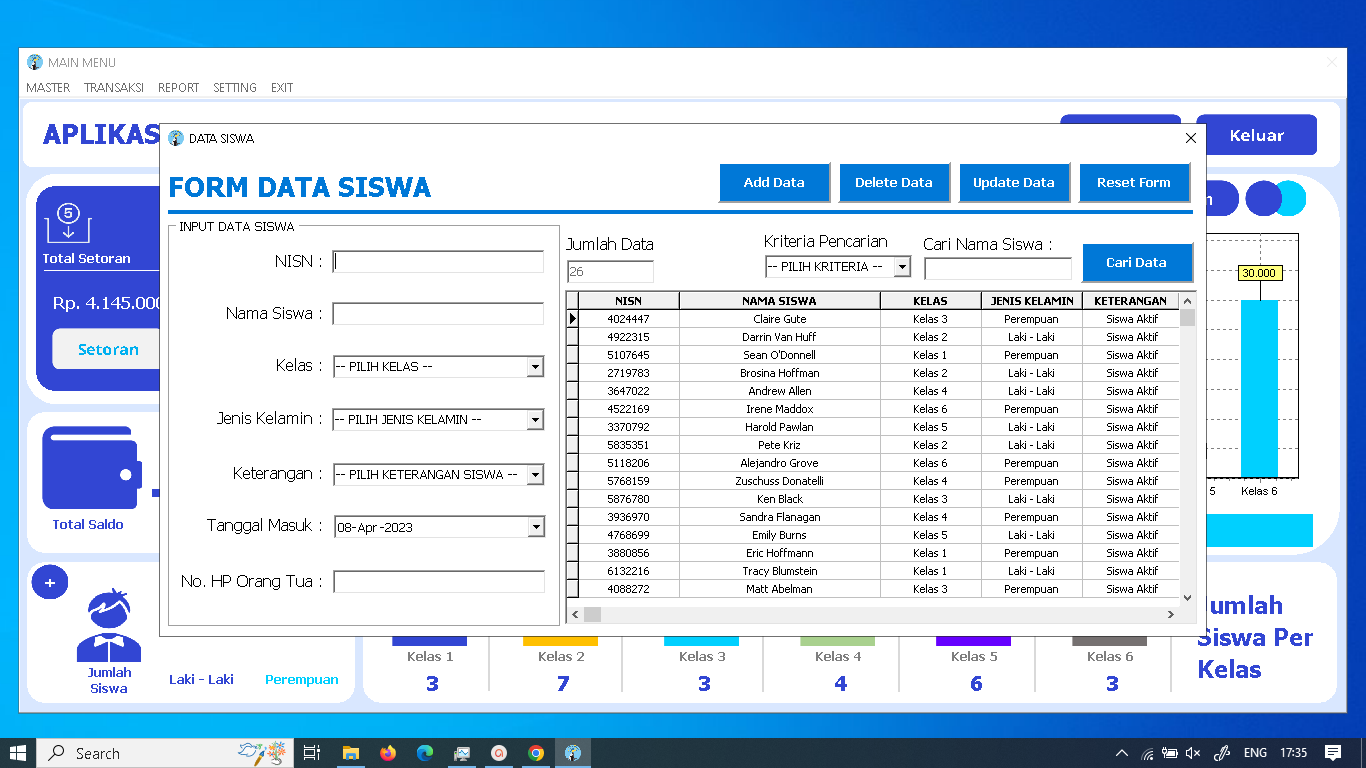 MAIN MENU
MASTER TRANSAKSI REPORT SETTING EXIT
APLIKAS
Keluar
DATA SISWA
FORM DATA SISWA
Add Data Delete Data Update Data Reset Form
INPUT DATA SISWA
NISN :
Nama Siswa :
Kelas : -- PILIH KELAS --
Jenis Kelamin : -- PILIH JENIS KELAMIN --
Keterangan : -- PILIH KETERANGAN SISWA --
Tanggal Masuk : 08-Apr-2023
No. HP Orang Tua :
Jumlah Data Kriteria Pencarian Cari Nama Siswa :
26 -- PILIH KRITERIA -- Cari Data
NISN NAMA SISWA KELAS JENIS KELAMIN KETERANGAN
4024447 Claire Gute Kelas 3 Perempuan Siswa Aktif
4922315 Darrin Van Huff Kelas 2 Laki - Laki Siswa Aktif
5107645 Sean O'Donnell Kelas 1 Perempuan Siswa Aktif
2719783 Brosina Hoffman Kelas 2 Laki - Laki Siswa Aktif
3647022 Andrew Allen Kelas 4 Laki - Laki Siswa Aktif
4522169 Irene Maddox Kelas 6 Perempuan Siswa Aktif
3370792 Harold Pawlan Kelas 5 Laki - Laki Siswa Aktif
5835351 Pete Kriz Kelas 2 Laki - Laki Siswa Aktif
5118206 Alejandro Grove Kelas 6 Perempuan Siswa Aktif
5768159 Zuschuss Donatelli Kelas 4 Perempuan Siswa Aktif
5876780 Ken Black Kelas 3 Laki - Laki Siswa Aktif
3936970 Sandra Flanagan Kelas 4 Perempuan Siswa Aktif
4768699 Emily Burns Kelas 5 Laki - Laki Siswa Aktif
3880856 Eric Hoffmann Kelas 1 Perempuan Siswa Aktif
6132216 Tracy Blumstein Kelas 1 Laki - Laki Siswa Aktif
4088272 Matt Abelman Kelas 3 Perempuan Siswa Aktif
5
Total Setoran
Rp. 4.145.000
Setoran
Total Saldo
n
30.000
5 Kelas 6
+
Jumlah
Siswa
Laki - Laki Perempuan
Kelas 1 Kelas 2 Kelas 3 Kelas 4 Kelas 5 Kelas 6
3 7 3 4 6 3
Jumlah
Siswa Per
Kelas
Search
ENG 17:35